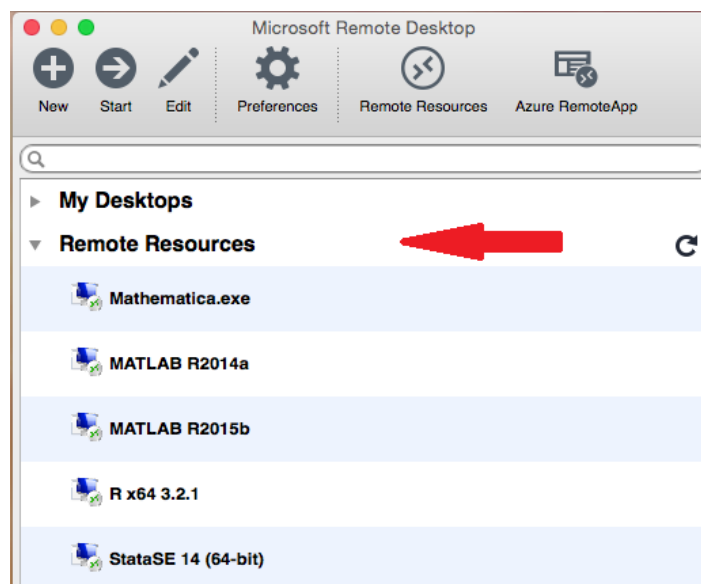 Microsoft Remote Desktop
New Start Edit Preferences Remote Resources Azure RemoteApp
My Desktops
Remote Resources
Mathematica.exe
MATLAB R2014a
MATLAB R2015b
R x64 3.2.1
StataSE 14 (64-bit)